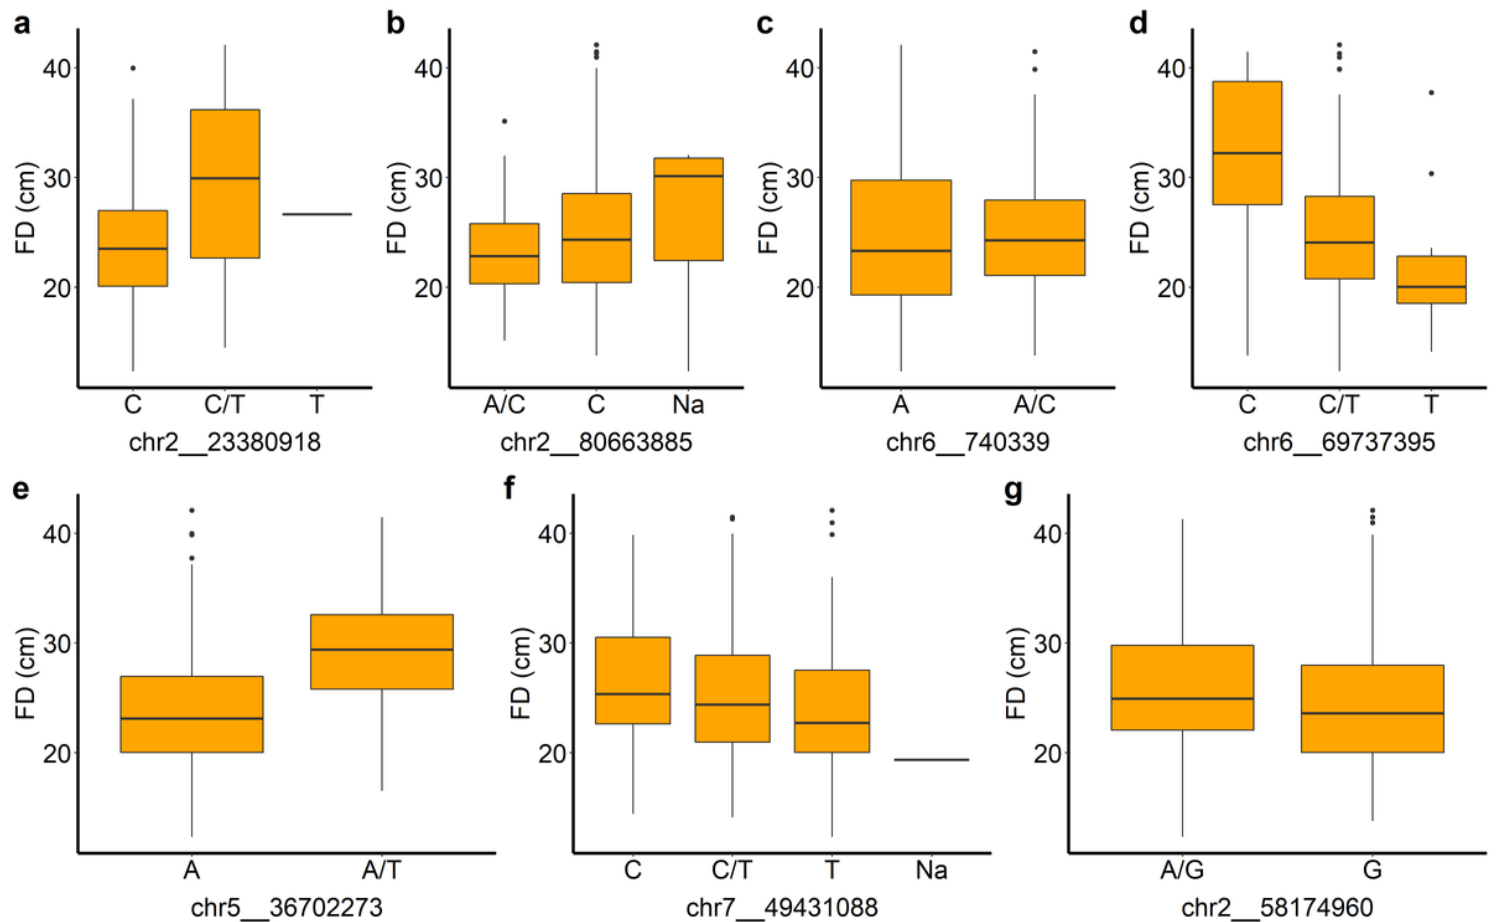 a b c d
40 40 40 40
FD (cm) FD (cm) FD (cm) FD (cm)
30 30 30 30
20 20 20 20
C C/T T A/C C Na A A/C C C/T T
chr2__23380918 chr2__80663885 chr6__740339 chr6__69737395
e f g
40 40 40
FD (cm) FD (cm) FD (cm)
30 30 30
20 20 20
A A/T C C/T T Na A/G G
chr5__36702273 chr7__49431088 chr2__58174960